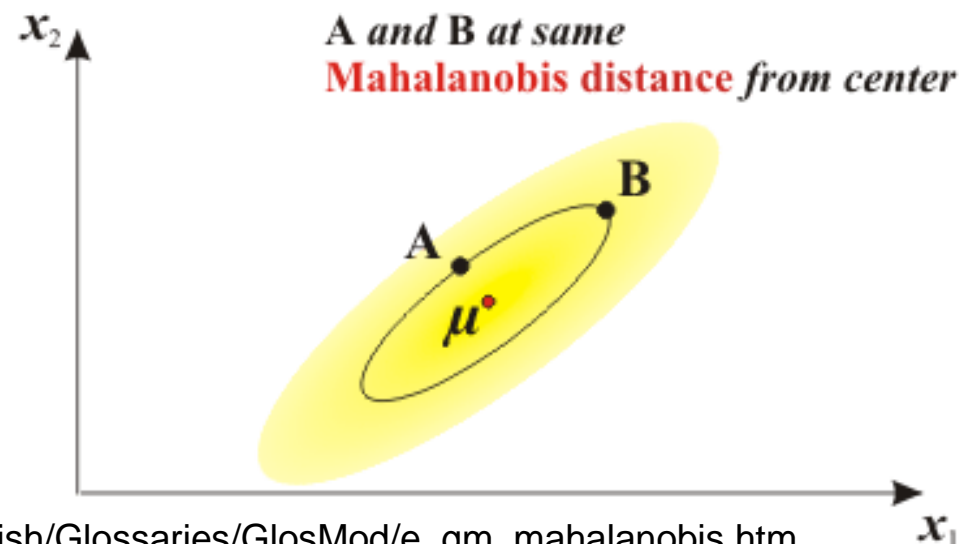 x₂
A and B at same
Mahalanobis distance from center
B
A
μ
ish/Glossaries/GlosMod/e_gm_mahalanobis.htm
x₁